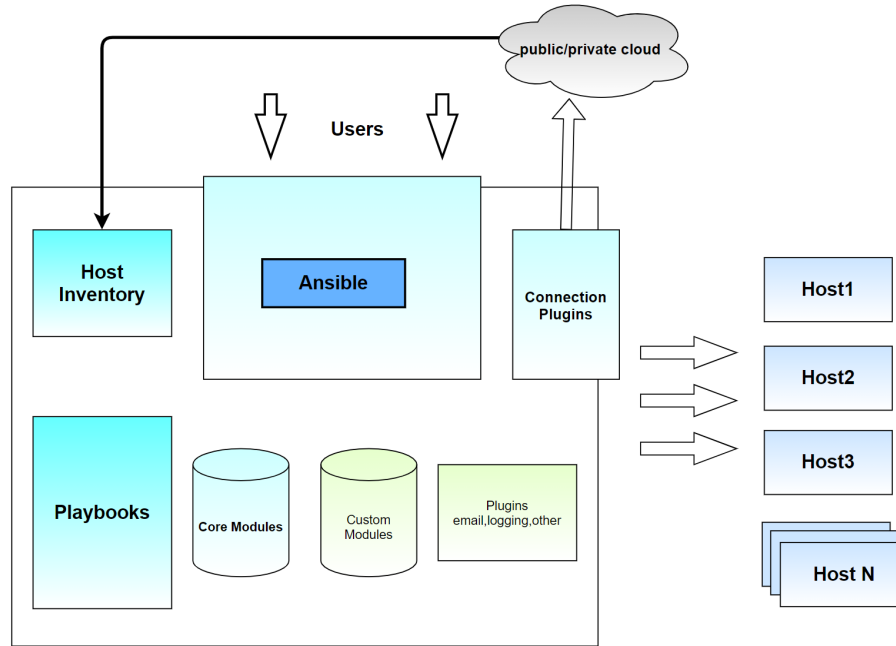 public/private cloud
Users
Host
Inventory
Ansible
Connection
Plugins
Host1
Host2
Host3
Host N
Playbooks
Core Modules
Custom
Modules
Plugins
email,logging,other